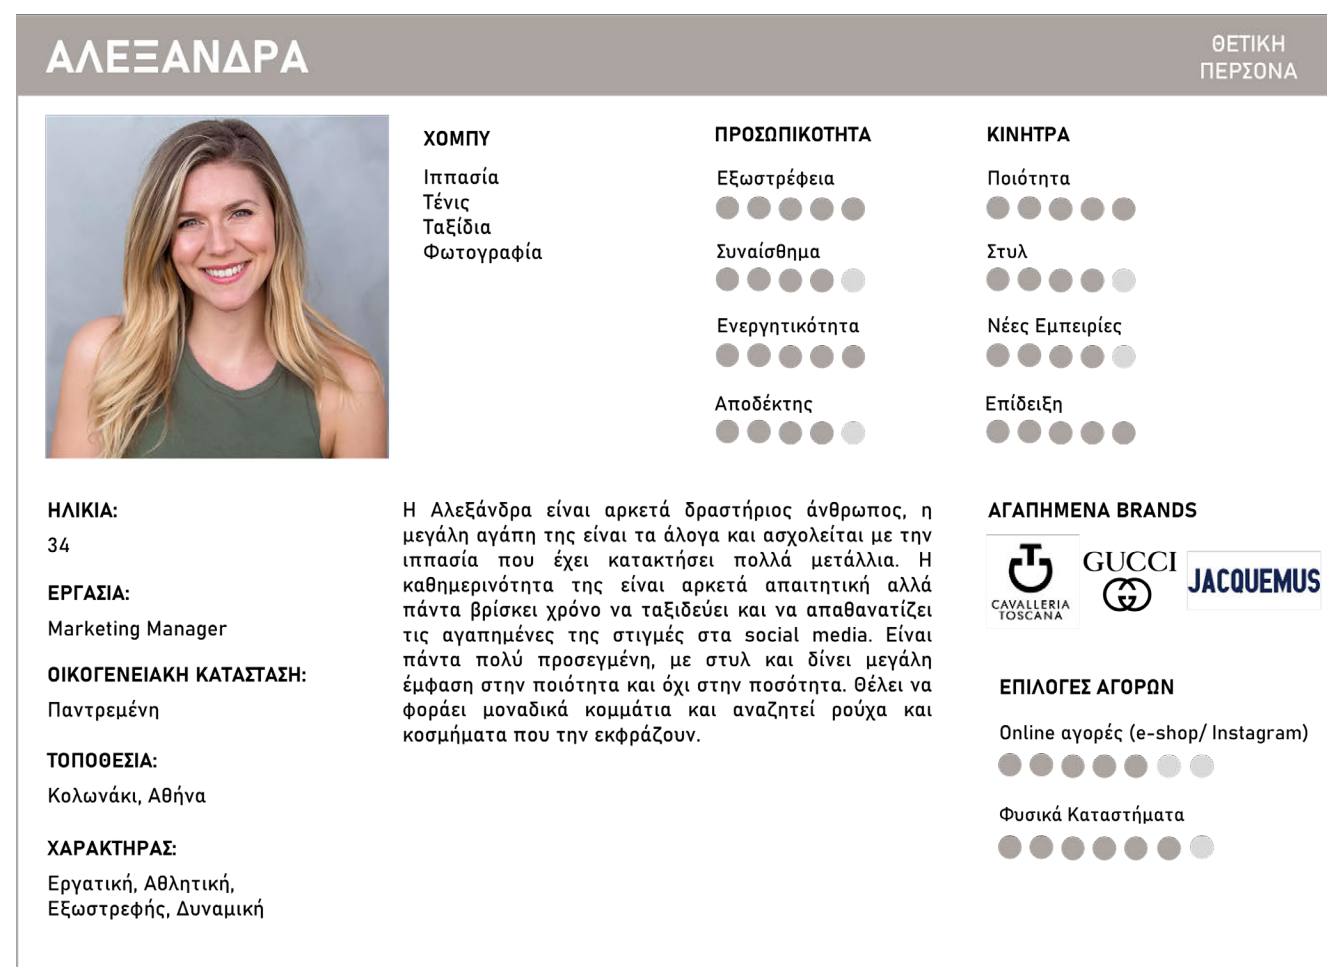 ΑΛΕΞΑΝΔΡΑ
ΘΕΤΙΚΗ
ΠΕΡΣΟΝΑ
ΧΟΜΠΥ
Ιππασία
Τένις
Ταξίδια
Φωτογραφία
ΠΡΟΣΩΠΙΚΟΤΗΤΑ
Εξωστρέφεια
Συναίσθημα
Ενεργητικότητα
Αποδέκτης
ΚΙΝΗΤΡΑ
Ποιότητα
Στυλ
Νέες Εμπειρίες
Επίδειξη
ΗΛΙΚΙΑ:
34
ΕΡΓΑΣΙΑ:
Marketing Manager
ΟΙΚΟΓΕΝΕΙΑΚΗ ΚΑΤΑΣΤΑΣΗ:
Παντρεμένη
ΤΟΠΟΘΕΣΙΑ:
Κολωνάκι, Αθήνα
ΧΑΡΑΚΤΗΡΑΣ:
Εργατική, Αθλητική,
Εξωστρεφής, Δυναμική
Η Αλεξάνδρα είναι αρκετά δραστήριος άνθρωπος, η
μεγάλη αγάπη της είναι τα άλογα και ασχολείται με την
ιππασία που έχει κατακτήσει πολλά μετάλλια. Η
καθημερινότητα της είναι αρκετά απαιτητική αλλά
πάντα βρίσκει χρόνο να ταξιδεύει και να απαθανατίζει
τις αγαπημένες της στιγμές στα social media. Είναι
πάντα πολύ προσεγμένη, με στυλ και δίνει μεγάλη
έμφαση στην ποιότητα και όχι στην ποσότητα. Θέλει να
φοράει μοναδικά κομμάτια και αναζητεί ρούχα και
κοσμήματα που την εκφράζουν.
ΑΓΑΠΗΜΕΝΑ BRANDS
CAVALLERIA
TOSCANA
GUCCI
JACQUEMUS
ΕΠΙΛΟΓΕΣ ΑΓΟΡΩΝ
Online αγορές (e-shop/ Instagram)
Φυσικά Καταστήματα